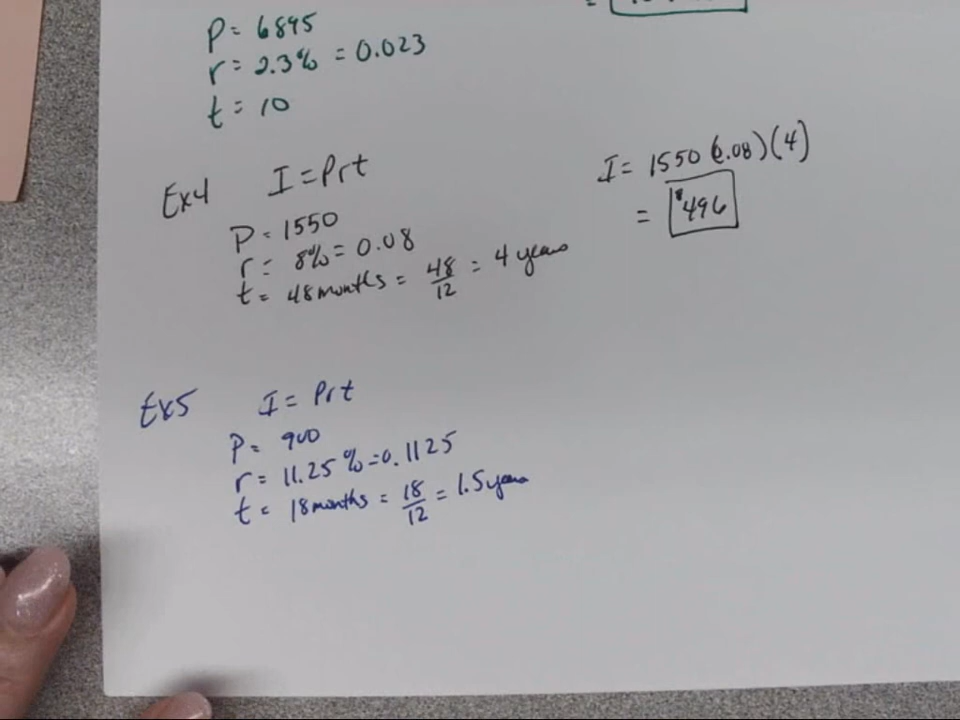 P = 6895
r = 2.3% = 0.023
t = 10
Ex4 I = Prt
P = 1550
r = 8% = 0.08
t = 48 months = 48/12 = 4 years
I = 1550 (0.08)(4)
= $496
Ex5 I = Prt
P = 900
r = 11.25% = 0.1125
t = 18 months = 18/12 = 1.5 years